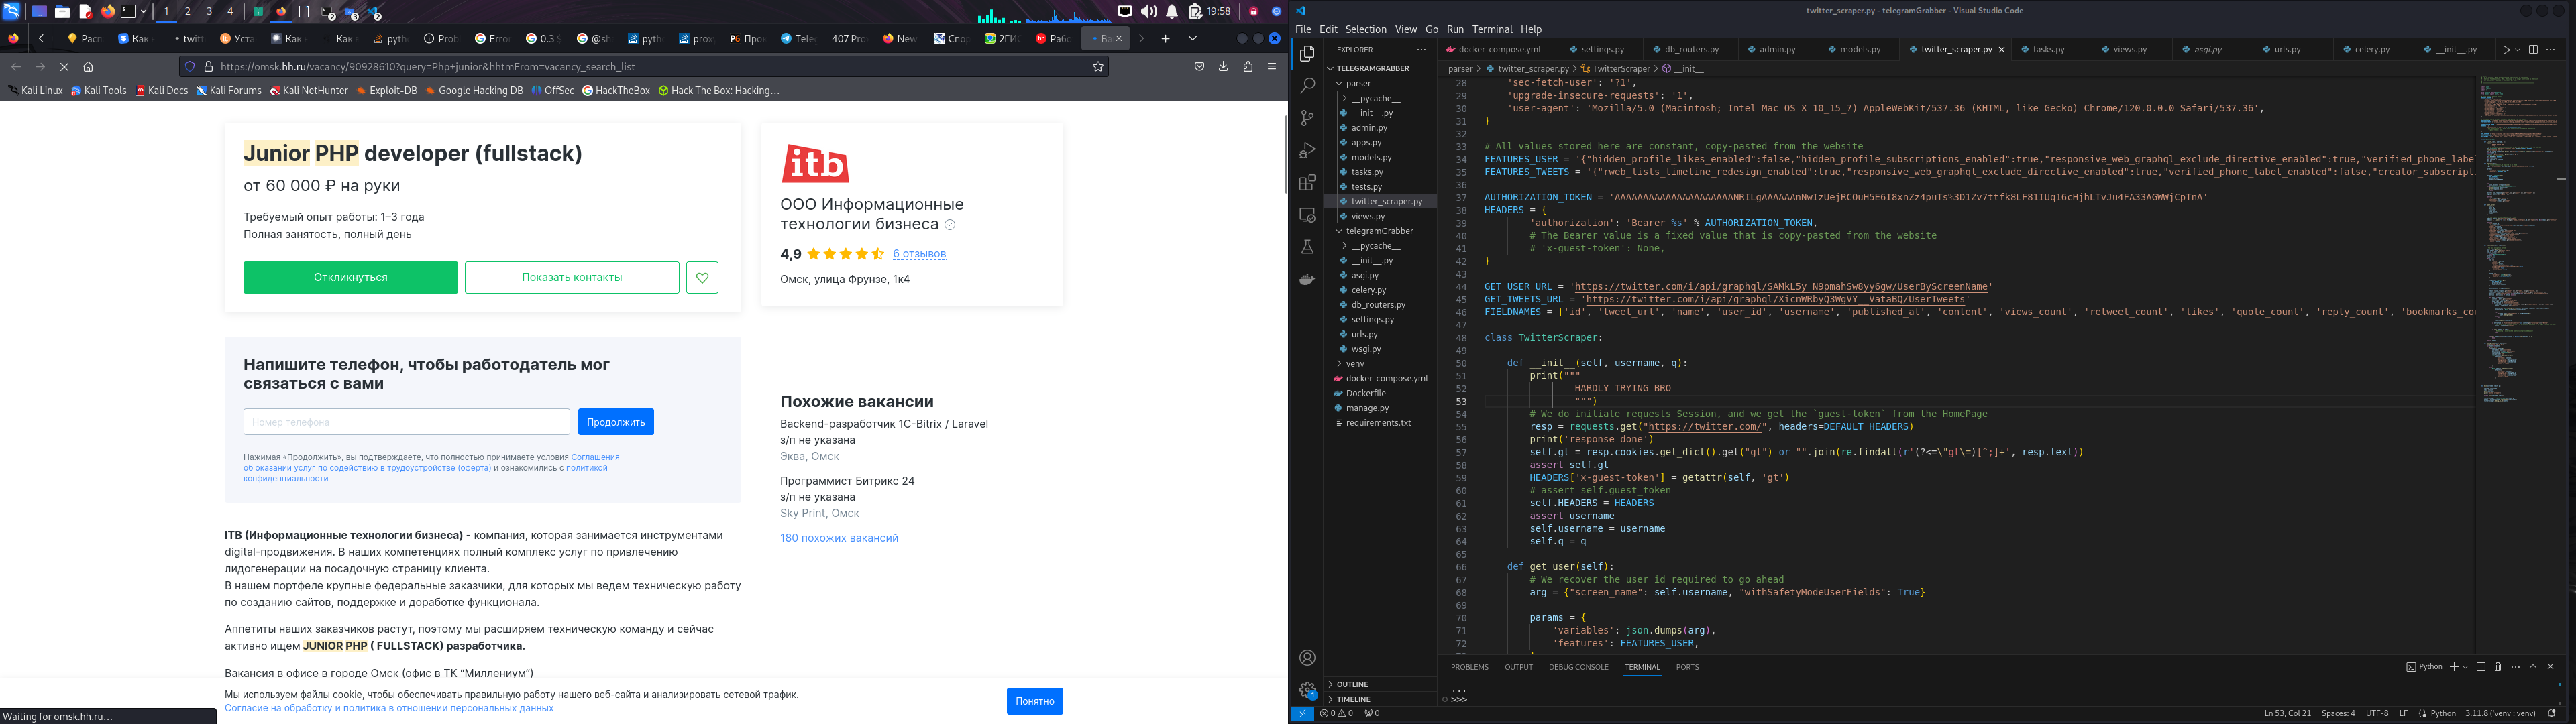 1 2 3 4
19:58
Расп
Как
twitt
Уста
Как и
Как в
pyth
Prob
Error
0.3 $
@sh
pyth
prox
Про
Tele
407 Pro
New
Спо
2ГИС
Рабо
Ва
https://omsk.hh.ru/vacancy/90928610?query=Php+junior&hhtmFrom=vacancy_search_list
Kali Linux
Kali Tools
Kali Docs
Kali Forums
Kali NetHunter
Exploit-DB
Google Hacking DB
OffSec
HackTheBox
Hack The Box: Hacking...
Junior PHP developer (fullstack)
от 60 000 ₽ на руки
Требуемый опыт работы: 1–3 года
Полная занятость, полный день
Откликнуться
Показать контакты
itb
ООО Информационные
технологии бизнеса
4,9
6 отзывов
Омск, улица Фрунзе, 1к4
Напишите телефон, чтобы работодатель мог
связаться с вами
Номер телефона
Продолжить
Нажимая «Продолжить», вы подтверждаете, что полностью принимаете условия Соглашения
об оказании услуг по содействию в трудоустройстве (оферта) и ознакомились с политикой
конфиденциальности
Похожие вакансии
Backend-разработчик 1C-Bitrix / Laravel
з/п не указана
Эква, Омск
Программист Битрикс 24
з/п не указана
Sky Print, Омск
180 похожих вакансий
ITB (Информационные технологии бизнеса) - компания, которая занимается инструментами
digital-продвижения. В наших компетенциях полный комплекс услуг по привлечению
лидогенерации на посадочную страницу клиента.
В нашем портфеле крупные федеральные заказчики, для которых мы ведем техническую работу
по созданию сайтов, поддержке и доработке функционала.
Аппетиты наших заказчиков растут, поэтому мы расширяем техническую команду и сейчас
активно ищем JUNIOR PHP ( FULLSTACK) разработчика.
Вакансия в офисе в городе Омск (офис в ТК “Миллениум”)
Мы используем файлы cookie, чтобы обеспечивать правильную работу нашего веб-сайта и анализировать сетевой трафик.
Согласие на обработку и политика в отношении персональных данных
Понятно
Waiting for omsk.hh.ru…
twitter_scraper.py - telegramGrabber - Visual Studio Code
File Edit Selection View Go Run Terminal Help
EXPLORER
TELEGRAMGRABBER
parser
__pycache__
__init__.py
admin.py
apps.py
models.py
tasks.py
tests.py
twitter_scraper.py
views.py
telegramGrabber
__pycache__
__init__.py
asgi.py
celery.py
db_routers.py
settings.py
urls.py
wsgi.py
venv
docker-compose.yml
Dockerfile
manage.py
requirements.txt
OUTLINE
TIMELINE
docker-compose.yml
settings.py
db_routers.py
admin.py
models.py
twitter_scraper.py
tasks.py
views.py
asgi.py
urls.py
celery.py
__init__.py
parser > twitter_scraper.py > TwitterScraper > __init__
28 'sec-fetch-user': '?1',
29 'upgrade-insecure-requests': '1',
30 'user-agent': 'Mozilla/5.0 (Macintosh; Intel Mac OS X 10_15_7) AppleWebKit/537.36 (KHTML, like Gecko) Chrome/120.0.0.0 Safari/537.36',
31 }
32
33 # All values stored here are constant, copy-pasted from the website
34 FEATURES_USER = '{"hidden_profile_likes_enabled":false,"hidden_profile_subscriptions_enabled":true,"responsive_web_graphql_exclude_directive_enabled":true,"verified_phone_labe
35 FEATURES_TWEETS = '{"rweb_lists_timeline_redesign_enabled":true,"responsive_web_graphql_exclude_directive_enabled":true,"verified_phone_label_enabled":false,"creator_subscript
36
37 AUTHORIZATION_TOKEN = 'AAAAAAAAAAAAAAAAAAAAANRILgAAAAAAnNwIzUejRCOuH5E6I8xnZz4puTs%3D1Zv7ttfk8LF81IUq16cHjhLTvJu4FA33AGWWjCpTnA'
38 HEADERS = {
39 'authorization': 'Bearer %s' % AUTHORIZATION_TOKEN,
40 # The Bearer value is a fixed value that is copy-pasted from the website
41 # 'x-guest-token': None,
42 }
43
44 GET_USER_URL = 'https://twitter.com/i/api/graphql/SAMkL5y_N9pmahSw8yy6gw/UserByScreenName'
45 GET_TWEETS_URL = 'https://twitter.com/i/api/graphql/XicnWRbyQ3WgVY__VataBQ/UserTweets'
46 FIELDNAMES = ['id', 'tweet_url', 'name', 'user_id', 'username', 'published_at', 'content', 'views_count', 'retweet_count', 'likes', 'quote_count', 'reply_count', 'bookmarks_cou
47
48 class TwitterScraper:
49
50 def __init__(self, username, q):
51 print("""
52 HARDLY TRYING BRO
53 """)
54 # We do initiate requests Session, and we get the `guest-token` from the HomePage
55 resp = requests.get("https://twitter.com/", headers=DEFAULT_HEADERS)
56 print('response done')
57 self.gt = resp.cookies.get_dict().get("gt") or "".join(re.findall(r'(?<=\"gt\=)[^;]+', resp.text))
58 assert self.gt
59 HEADERS['x-guest-token'] = getattr(self, 'gt')
60 # assert self.guest_token
61 self.HEADERS = HEADERS
62 assert username
63 self.username = username
64 self.q = q
65
66 def get_user(self):
67 # We recover the user_id required to go ahead
68 arg = {"screen_name": self.username, "withSafetyModeUserFields": True}
69
70 params = {
71 'variables': json.dumps(arg),
72 'features': FEATURES_USER,
PROBLEMS OUTPUT DEBUG CONSOLE TERMINAL PORTS
Python
...
>>>
0 0 0
Ln 53, Col 21 Spaces: 4 UTF-8 LF Python 3.11.8 ('venv': venv)